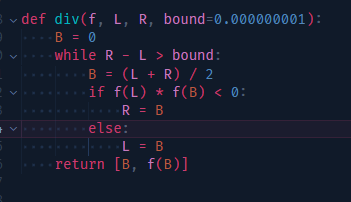 def div(f, L, R, bound=0.000000001):
    B = 0
    while R - L > bound:
        B = (L + R) / 2
        if f(L) * f(B) < 0:
            R = B
        else:
            L = B
    return [B, f(B)]